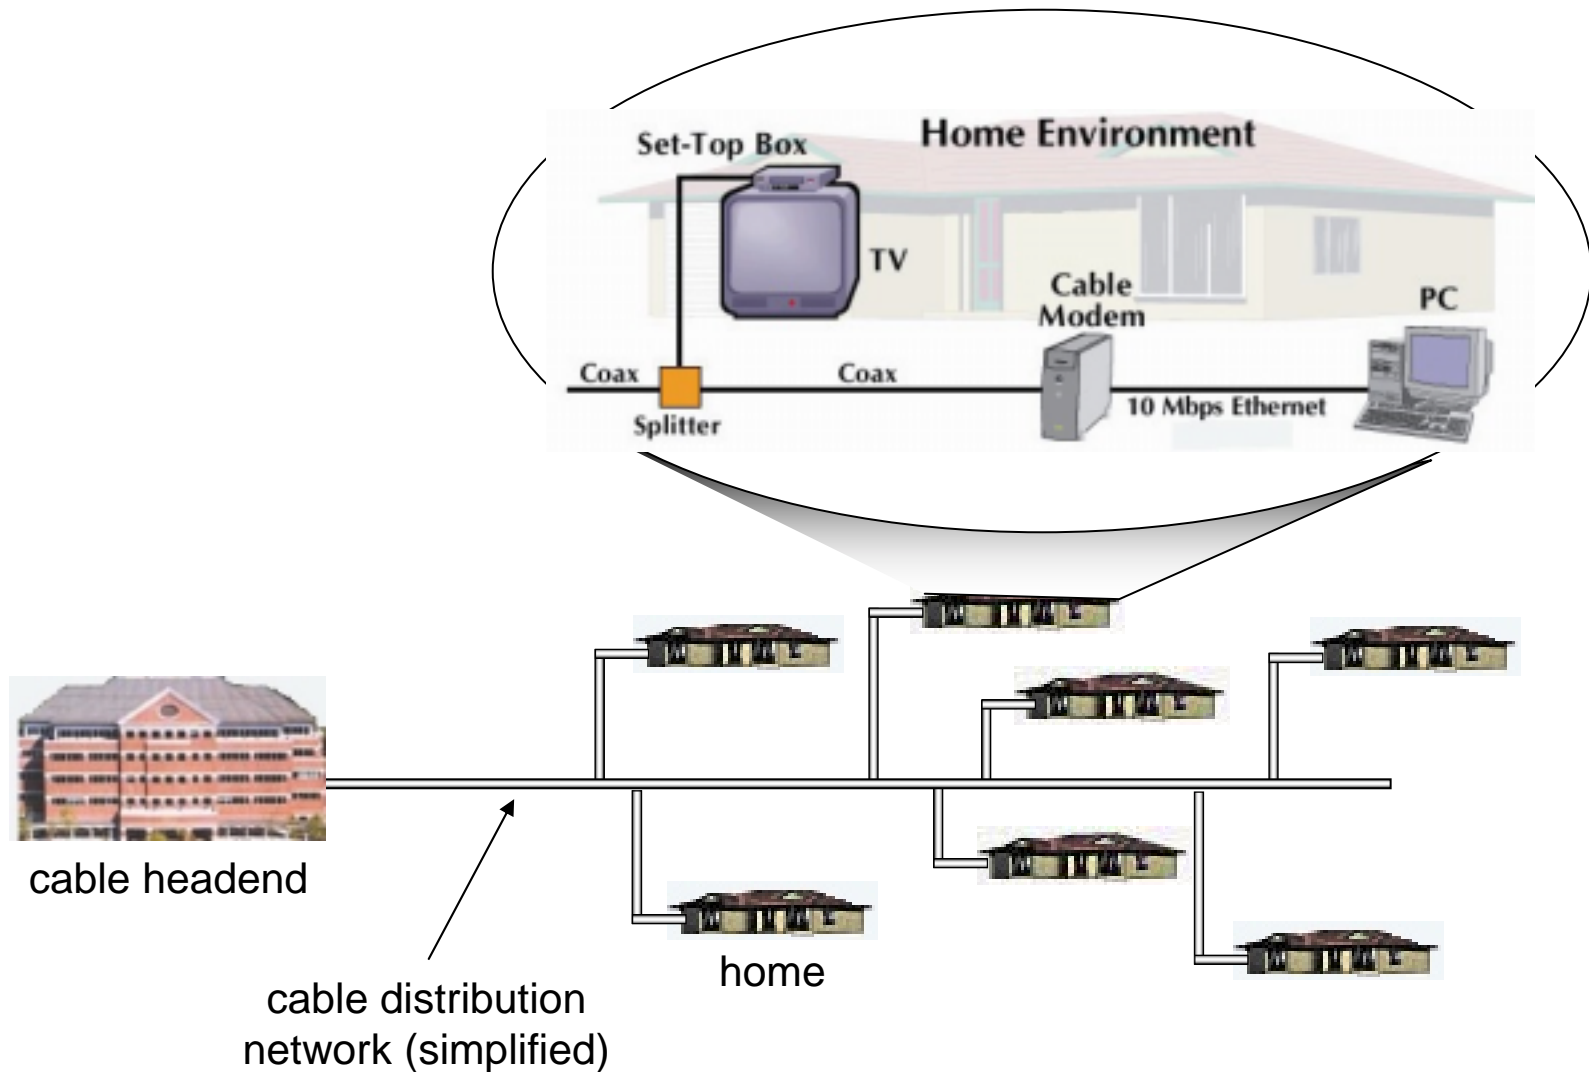 Home Environment
Set-Top Box
TV
Cable
Modem
PC
Coax
Coax
10 Mbps Ethernet
Splitter
cable headend
home
cable distribution
network (simplified)